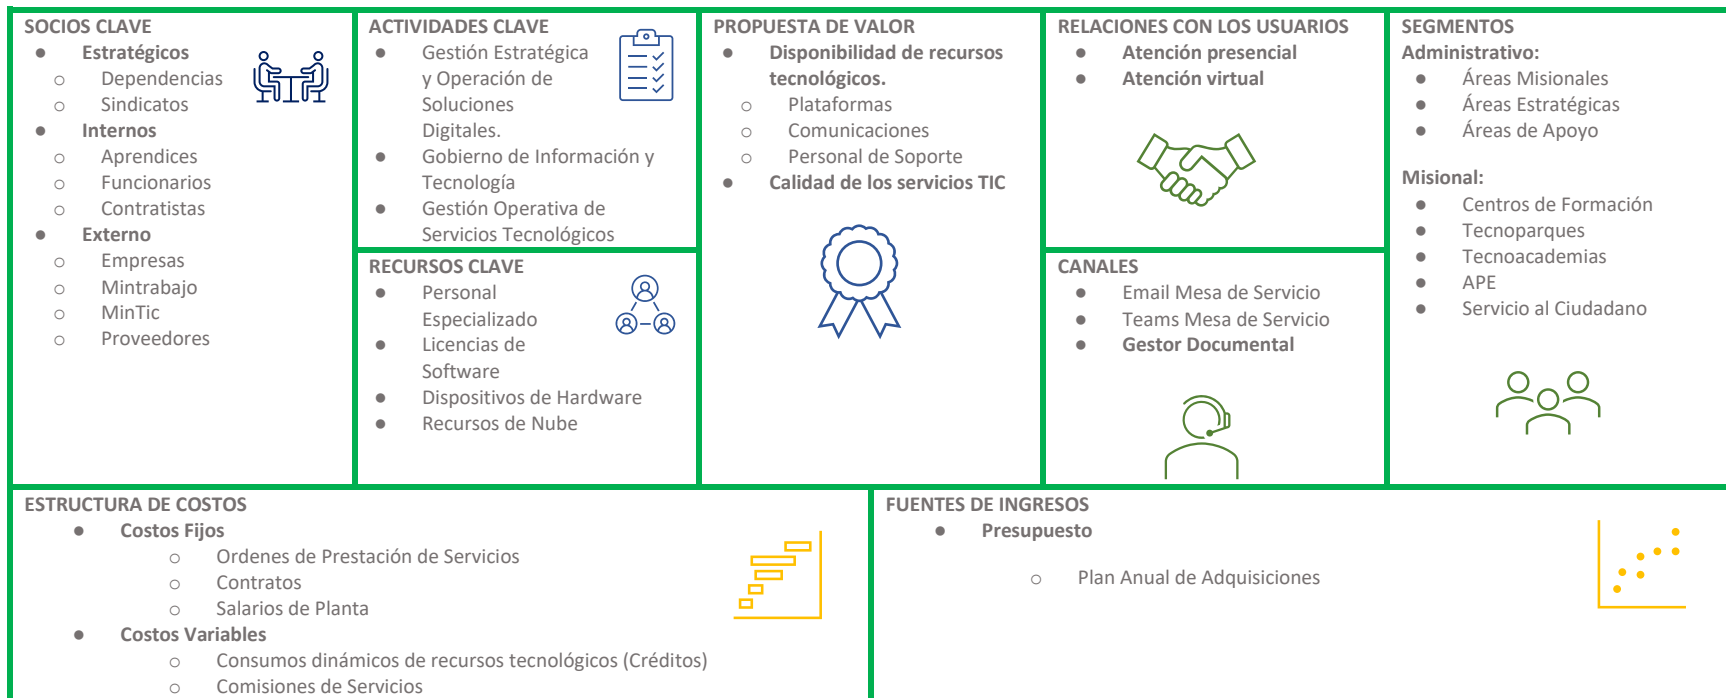 SOCIOS CLAVE
● Estratégicos
○ Dependencias
○ Sindicatos
● Internos
○ Aprendices
○ Funcionarios
○ Contratistas
● Externo
○ Empresas
○ Mintrabajo
○ MinTic
○ Proveedores
ACTIVIDADES CLAVE
● Gestión Estratégica
y Operación de
Soluciones
Digitales.
● Gobierno de Información y
Tecnología
● Gestión Operativa de
Servicios Tecnológicos
RECURSOS CLAVE
● Personal
Especializado
● Licencias de
Software
● Dispositivos de Hardware
● Recursos de Nube
PROPUESTA DE VALOR
● Disponibilidad de recursos
tecnológicos.
○ Plataformas
○ Comunicaciones
○ Personal de Soporte
● Calidad de los servicios TIC
RELACIONES CON LOS USUARIOS
● Atención presencial
● Atención virtual
CANALES
● Email Mesa de Servicio
● Teams Mesa de Servicio
● Gestor Documental
SEGMENTOS
Administrativo:
● Áreas Misionales
● Áreas Estratégicas
● Áreas de Apoyo
Misional:
● Centros de Formación
● Tecnoparques
● Tecnoacademias
● APE
● Servicio al Ciudadano
ESTRUCTURA DE COSTOS
● Costos Fijos
○ Ordenes de Prestación de Servicios
○ Contratos
○ Salarios de Planta
● Costos Variables
○ Consumos dinámicos de recursos tecnológicos (Créditos)
○ Comisiones de Servicios
FUENTES DE INGRESOS
● Presupuesto
○ Plan Anual de Adquisiciones